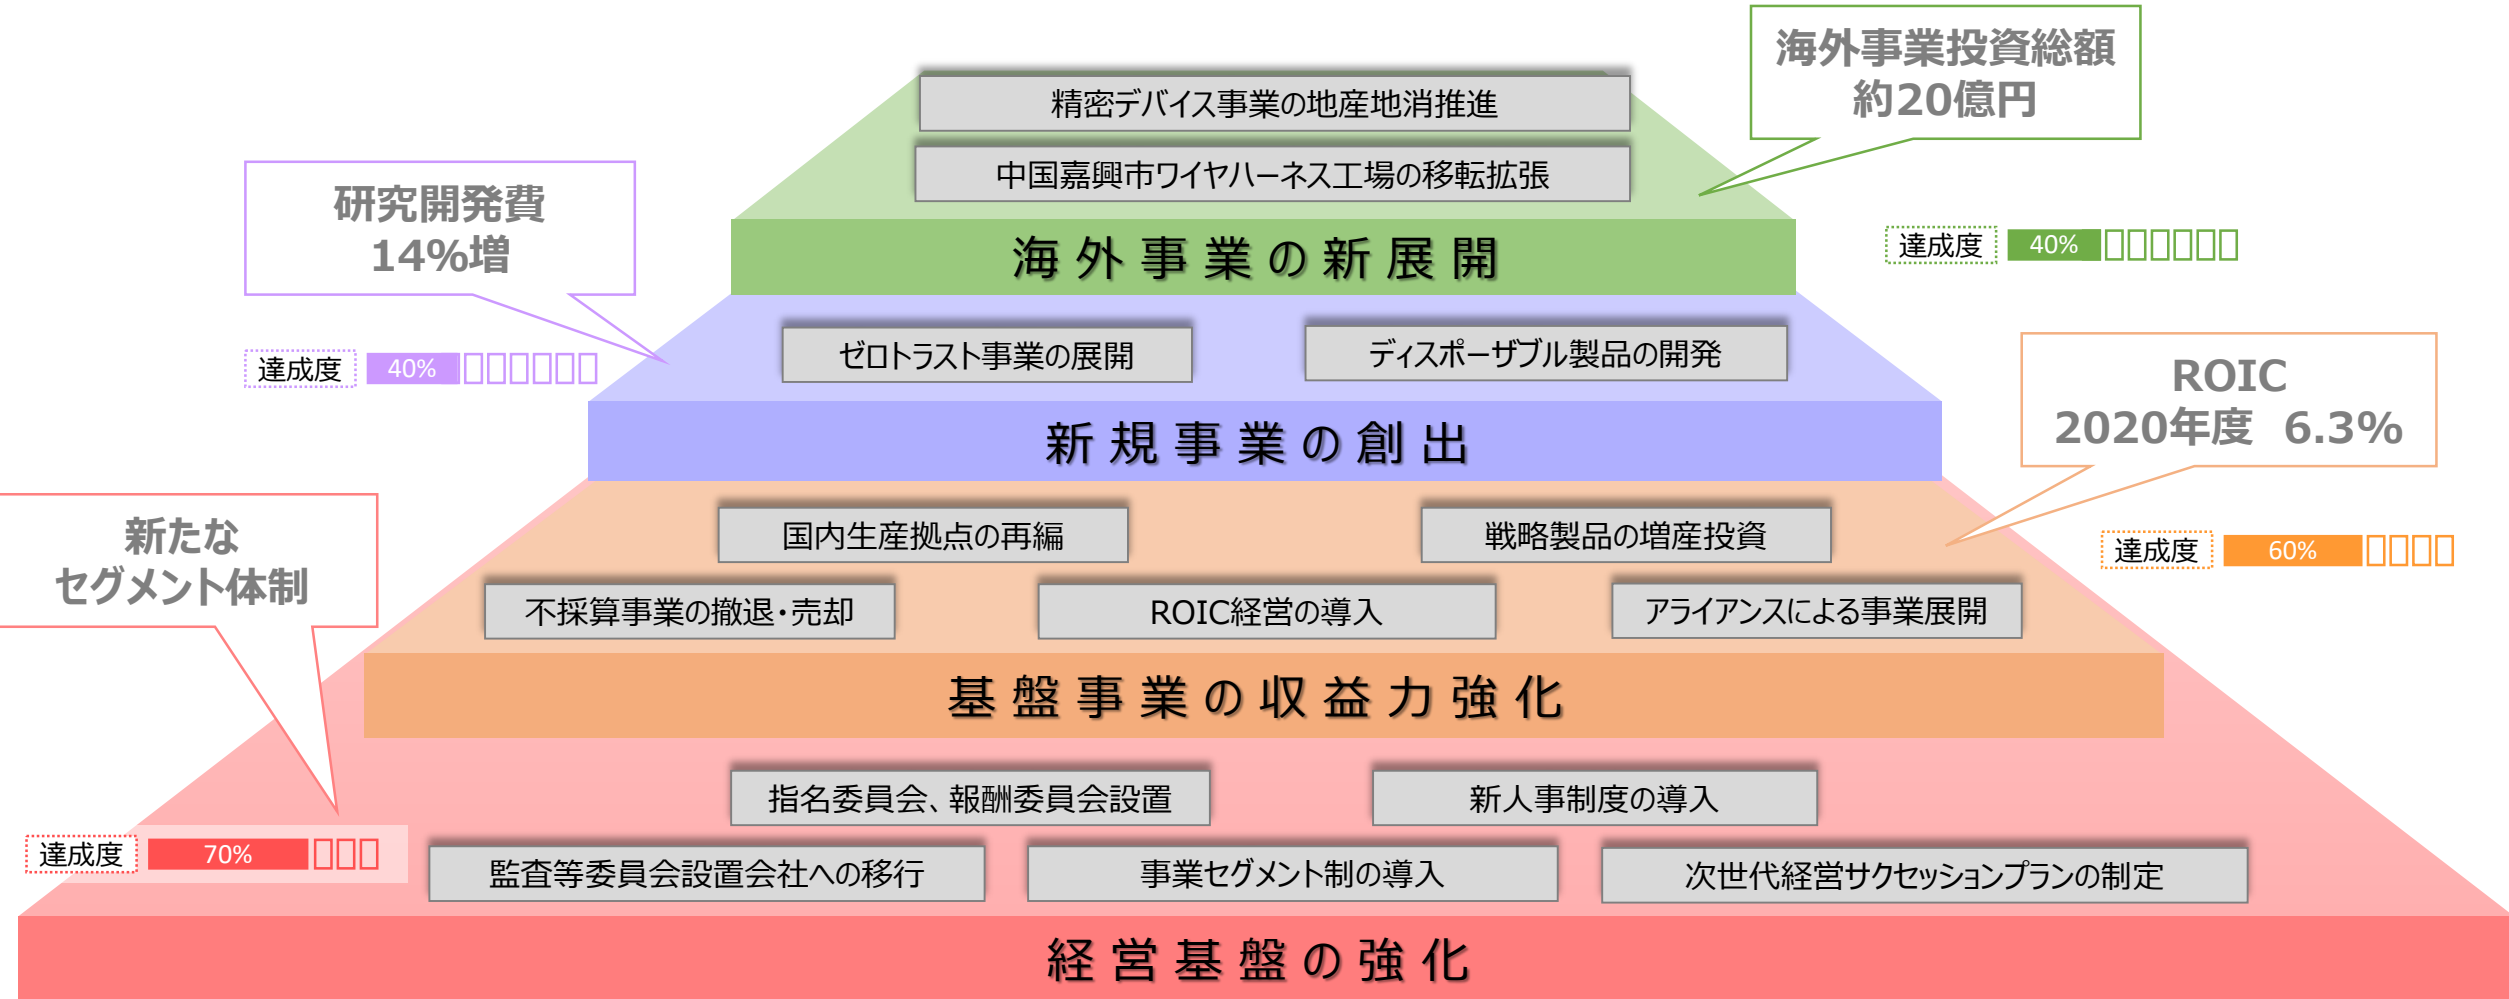 海外事業投資総額
約20億円
精密デバイス事業の地産地消推進
中国嘉興市ワイヤハーネス工場の移転拡張
海外事業の新展開
達成度 40%
研究開発費
14%増
達成度 40%
ゼロトラスト事業の展開
ディスポーザブル製品の開発
新規事業の創出
ROIC
2020年度 6.3%
達成度 60%
国内生産拠点の再編
戦略製品の増産投資
不採算事業の撤退・売却
ROIC経営の導入
アライアンスによる事業展開
基盤事業の収益力強化
新たな
セグメント体制
達成度 70%
指名委員会、報酬委員会設置
新人事制度の導入
監査等委員会設置会社への移行
事業セグメント制の導入
次世代経営サクセッションプランの制定
経営基盤の強化